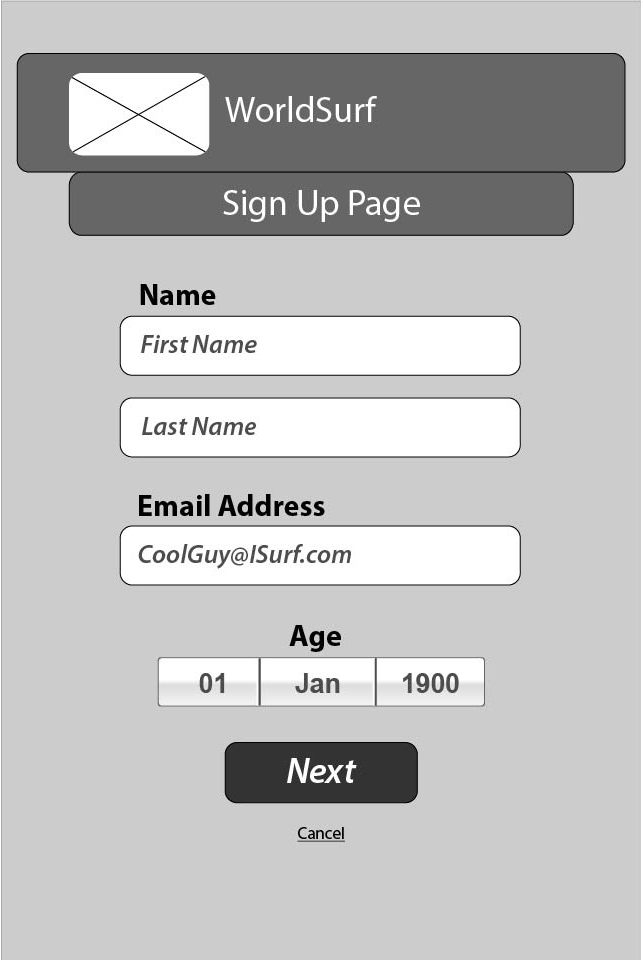 WorldSurf
Sign Up Page
Name
First Name
Last Name
Email Address
CoolGuy@ISurf.com
Age
01 Jan 1900
Next
Cancel